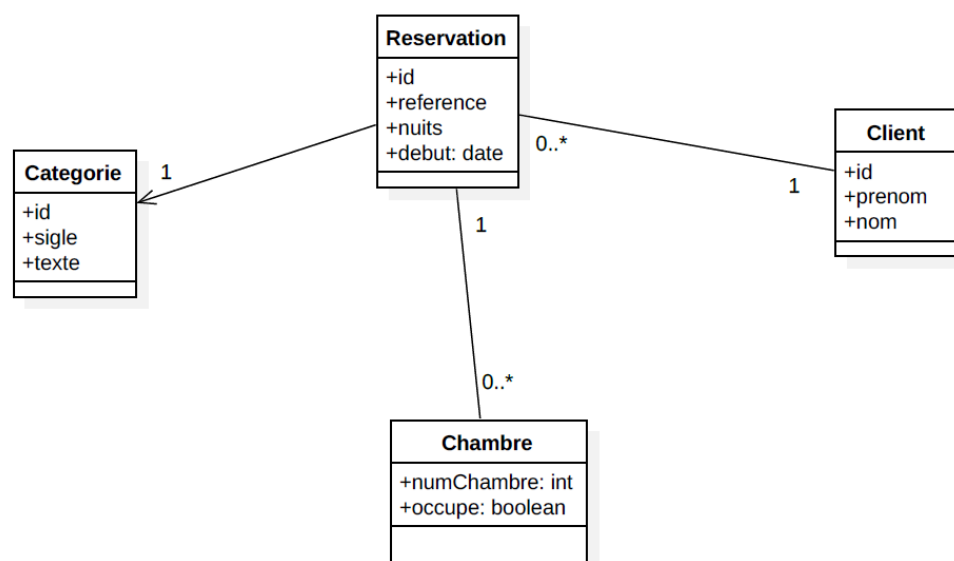 Reservation
+id
+reference
+nuits
+debut: date
0..*
1
Client
+id
+prenom
+nom
1
Categorie
+id
+sigle
+texte
1
0..*
Chambre
+numChambre: int
+occupe: boolean